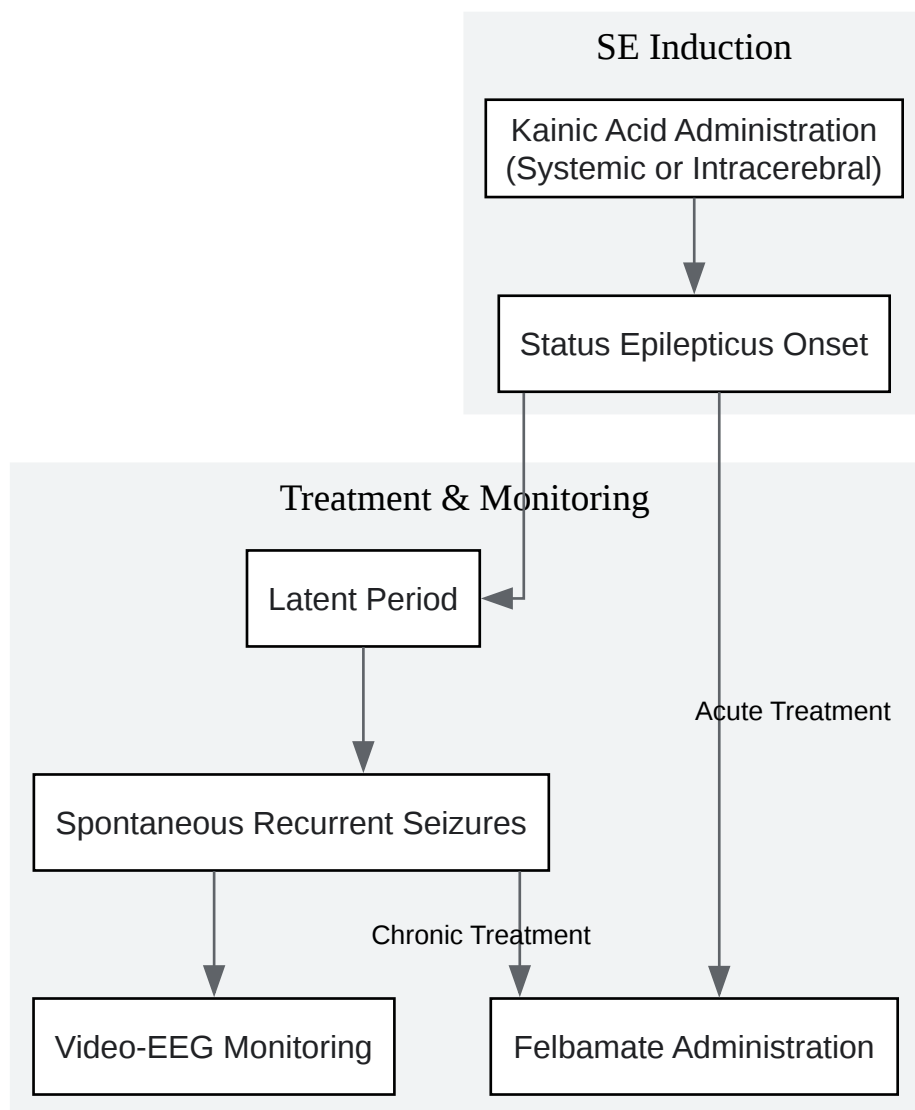 SE Induction
Kainic Acid Administration
(Systemic or Intracerebral)
Status Epilepticus Onset
Treatment & Monitoring
Latent Period
Acute Treatment
Spontaneous Recurrent Seizures
Chronic Treatment
Video-EEG Monitoring
Felbamate Administration